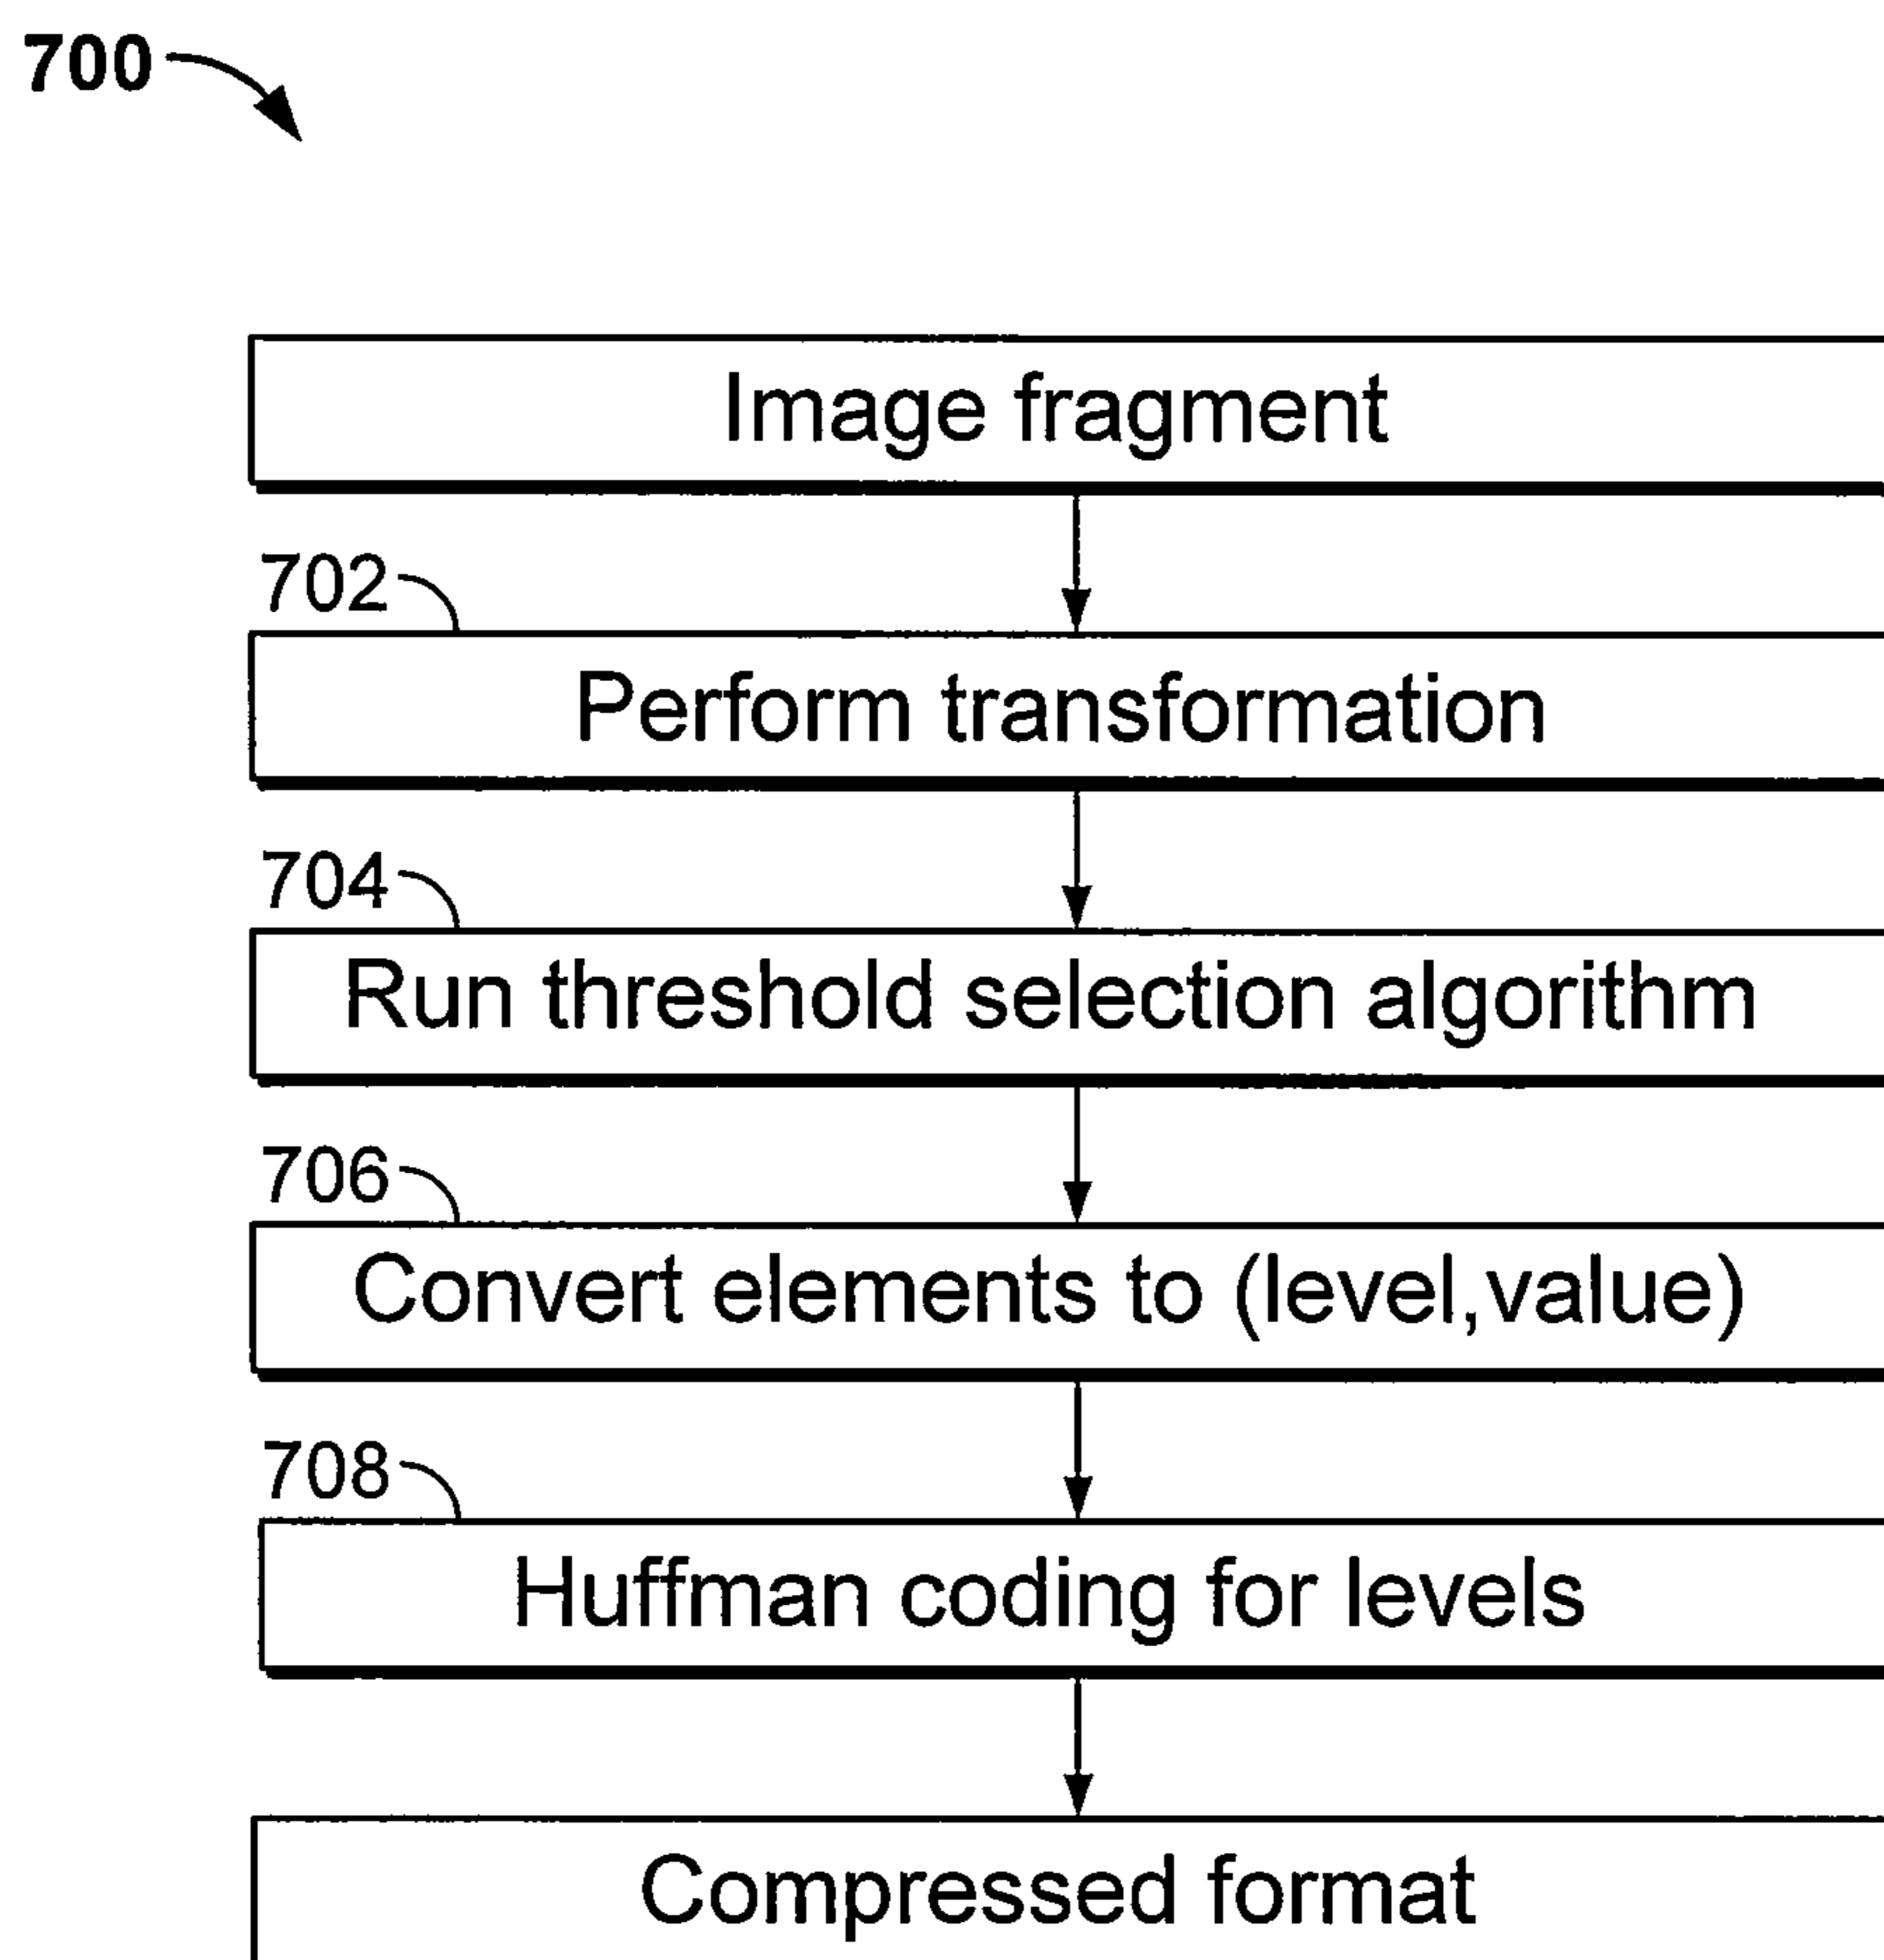 700
Image fragment
702
Perform transformation
704
Run threshold selection algorithm
706
Convert elements to (level,value)
708
Huffman coding for levels
Compressed format